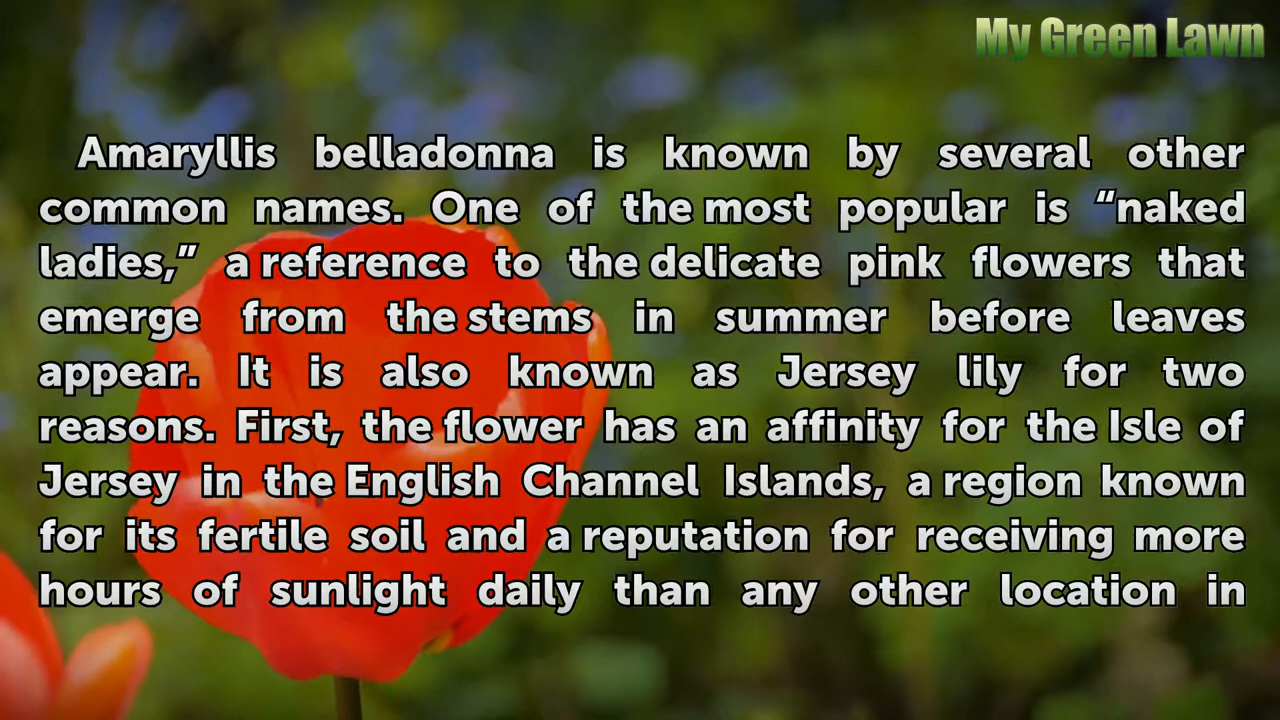 My Green Lawn
Amaryllis belladonna is known by several other
common names. One of the most popular is “naked
ladies,” a reference to the delicate pink flowers that
emerge from the stems in summer before leaves
appear. It is also known as Jersey lily for two
reasons. First, the flower has an affinity for the Isle of
Jersey in the English Channel Islands, a region known
for its fertile soil and a reputation for receiving more
hours of sunlight daily than any other location in